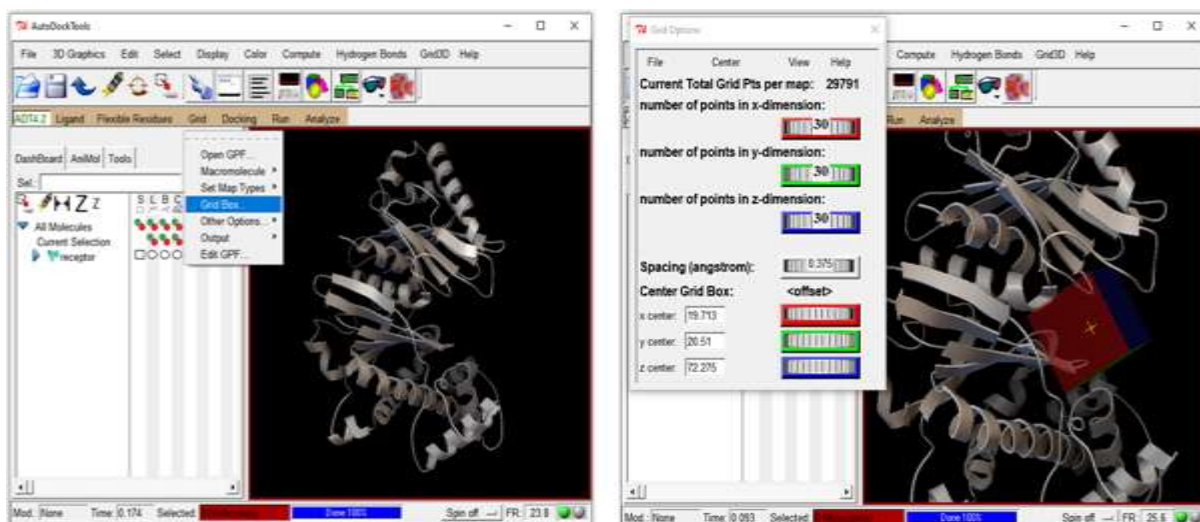 AutoDockTools
File 3D Graphics Edit Select Display Color Compute Hydrogen Bonds Grid3D Help
ADT4.2 Ligand Flexible Residues Grid Docking Run Analyze
Open GPF...
Macromolecule
Set Map Types
Grid Box...
Other Options...
Output
Edit GPF...
DashBoard AniMol Tools
Sel.:
S L B C
All Molecules
Current Selection
receptor
Mod.: None Time: 0.174 Selected: Done 100% Spin off FR: 23.8
Grid Options
File Center View Help
Current Total Grid Pts per map: 29791
number of points in x-dimension:
30
number of points in y-dimension:
30
number of points in z-dimension:
30
Spacing (angstrom): 0.375
Center Grid Box: <offset>
x center: 19.713
y center: 20.51
z center: 72.275
Compute Hydrogen Bonds Grid3D Help
Run Analyze
Mod.: None Time: 0.093 Selected: Done 100% Spin off FR: 25.6